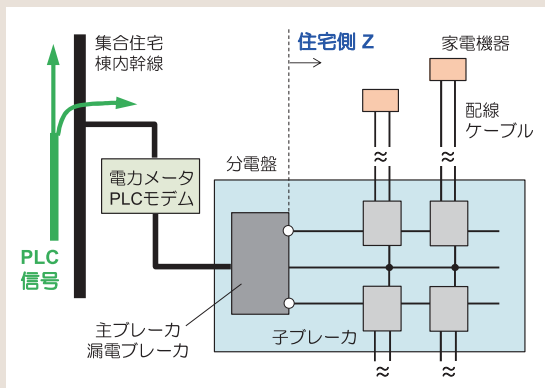 集合住宅
棟内幹線
住宅側 Z
家電機器
配線
ケーブル
分電盤
電力メータ
PLCモデム
PLC
信号
主ブレーカ
漏電ブレーカ
子ブレーカ